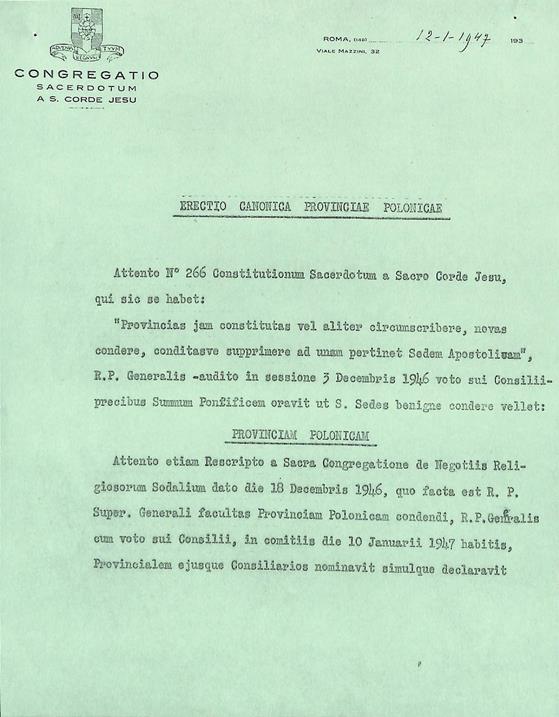 ADVENIAT REGNUM TUUM
CONGREGATIO
SACERDOTUM
A S. CORDE JESU
ROMA, (149) 12-1-1947 193
VIALE MAZZINI, 32
ERECTIO CANONICA PROVINCIAE POLONICAE
Attento N° 266 Constitutionum Sacerdotum a Sacro Corde Jesu,
qui sic se habet:
"Provincias jam constitutas vel aliter circumscribere, novas
condere, conditasve supprimere ad unam pertinet Sedem Apostolicam",
R.P. Generalis -audito in sessione 3 Decembris 1946 voto sui Consilii-
precibus Summum Pontificem oravit ut S. Sedes benigne condere vellet:
PROVINCIAM POLONICAM
Attento etiam Rescripto a Sacra Congregatione de Negotiis Reli-
giosorum Sodalium dato die 18 Decembris 1946, quo facta est R. P.
Super. Generali facultas Provinciam Polonicam condendi, R.P.Generalis
cum voto sui Consilii, in comitiis die 10 Januarii 1947 habitis,
Provincialem ejusque Consiliarios nominavit simulque declaravit